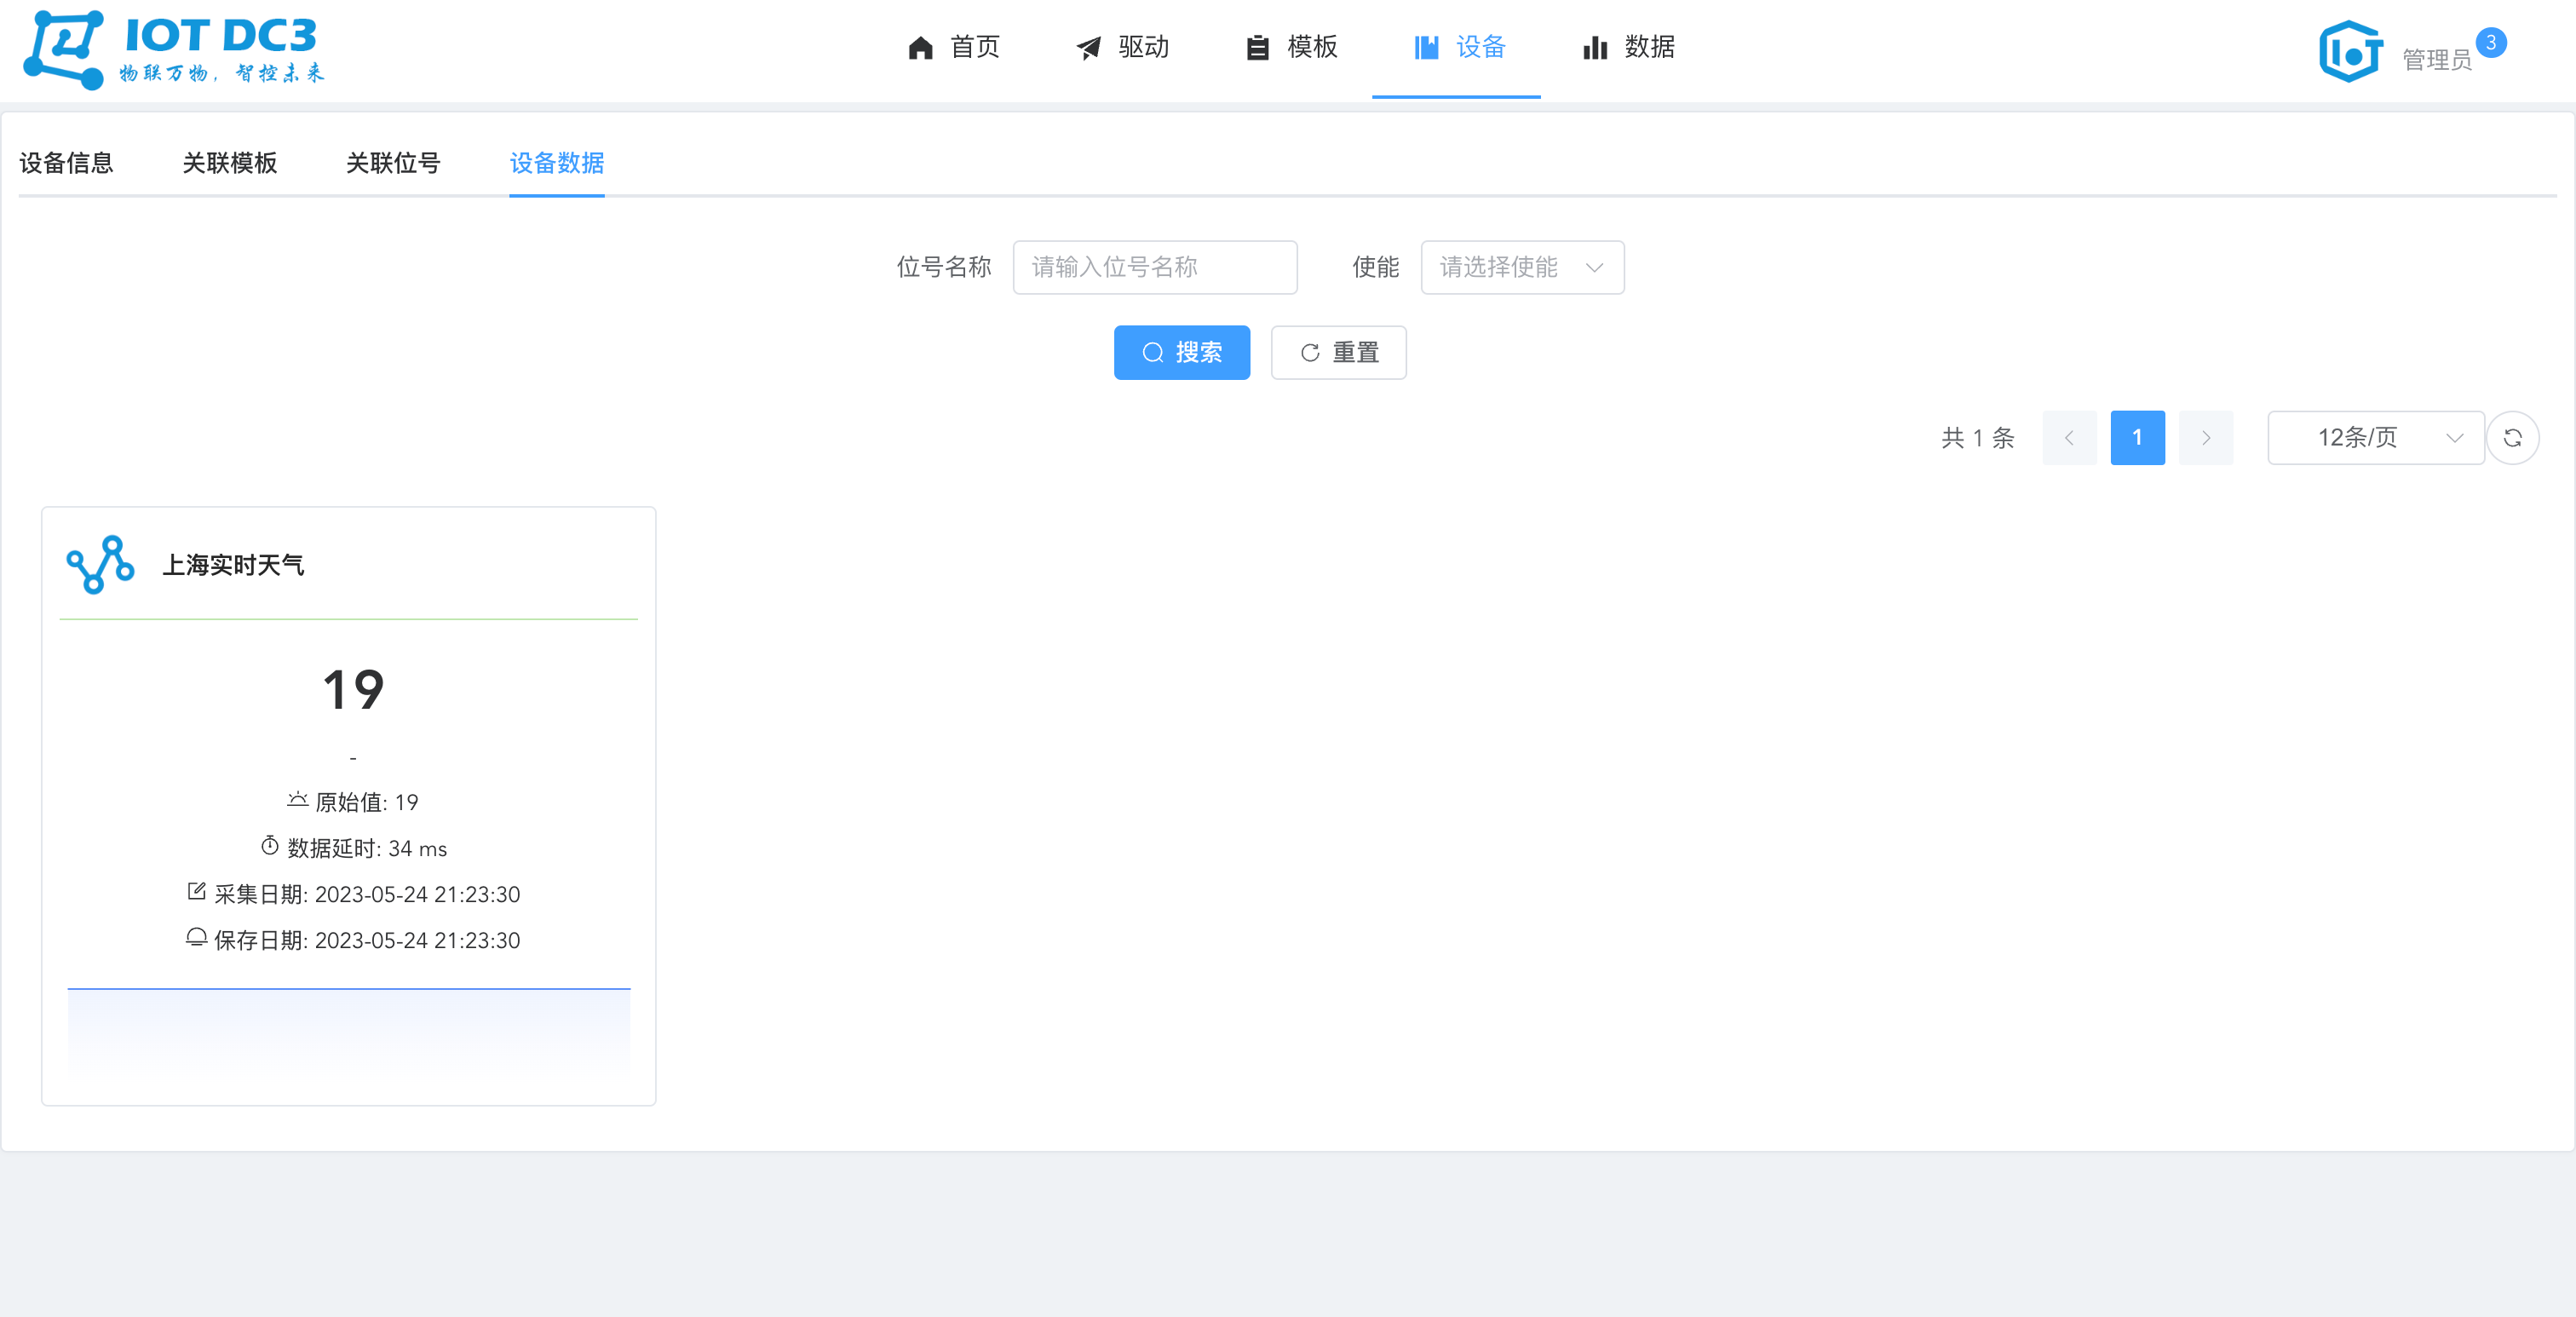 IOT DC3
物联万物，智控未来
首页 驱动 模板 设备 数据
IoT 管理员 3
设备信息 关联模板 关联位号 设备数据
位号名称 请输入位号名称 使能 请选择使能
搜索 重置
共 1 条 1 12条/页
上海实时天气
19
-
原始值: 19
数据延时: 34 ms
采集日期: 2023-05-24 21:23:30
保存日期: 2023-05-24 21:23:30